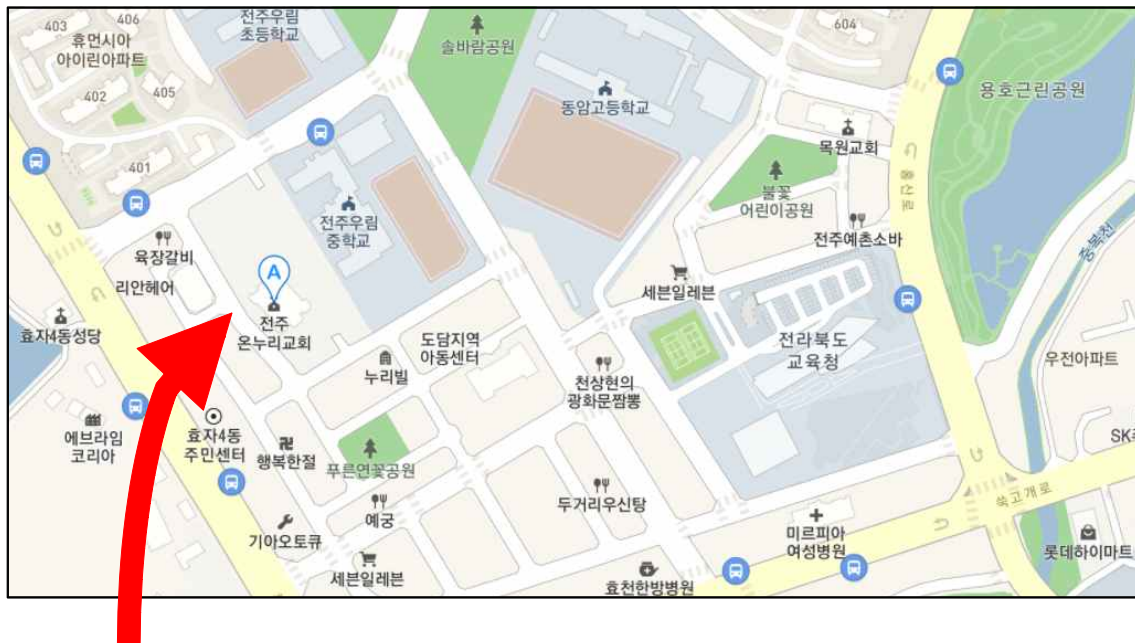 403
406
휴먼시아
아이린아파트
402
405
401
전주우림
초등학교
솔바람공원
동암고등학교
604
용호근린공원
목원교회
불꽃
어린이공원
전주예촌소바
홍산로
중복천
전주우림
중학교
육장갈비
리안헤어
A
전주
온누리교회
효자4동성당
세븐일레븐
도담지역
아동센터
누리빌
전라북도
교육청
천상현의
광화문짬뽕
우전아파트
에브라임
코리아
효자4동
주민센터
행복한절
푸른연꽃공원
예궁
두거리우신탕
SK
쑥고개로
기아오토큐
세븐일레븐
미르피아
여성병원
효천한방병원
롯데하이마트